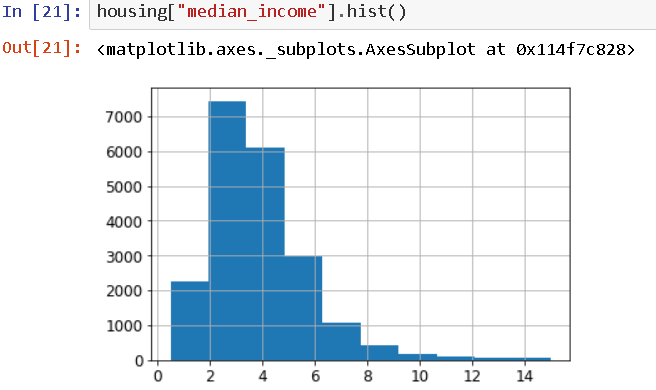 In [21]: housing["median_income"].hist()
Out[21]: <matplotlib.axes._subplots.AxesSubplot at 0x114f7c828>
7000
6000
5000
4000
3000
2000
1000
0
0 2 4 6 8 10 12 14